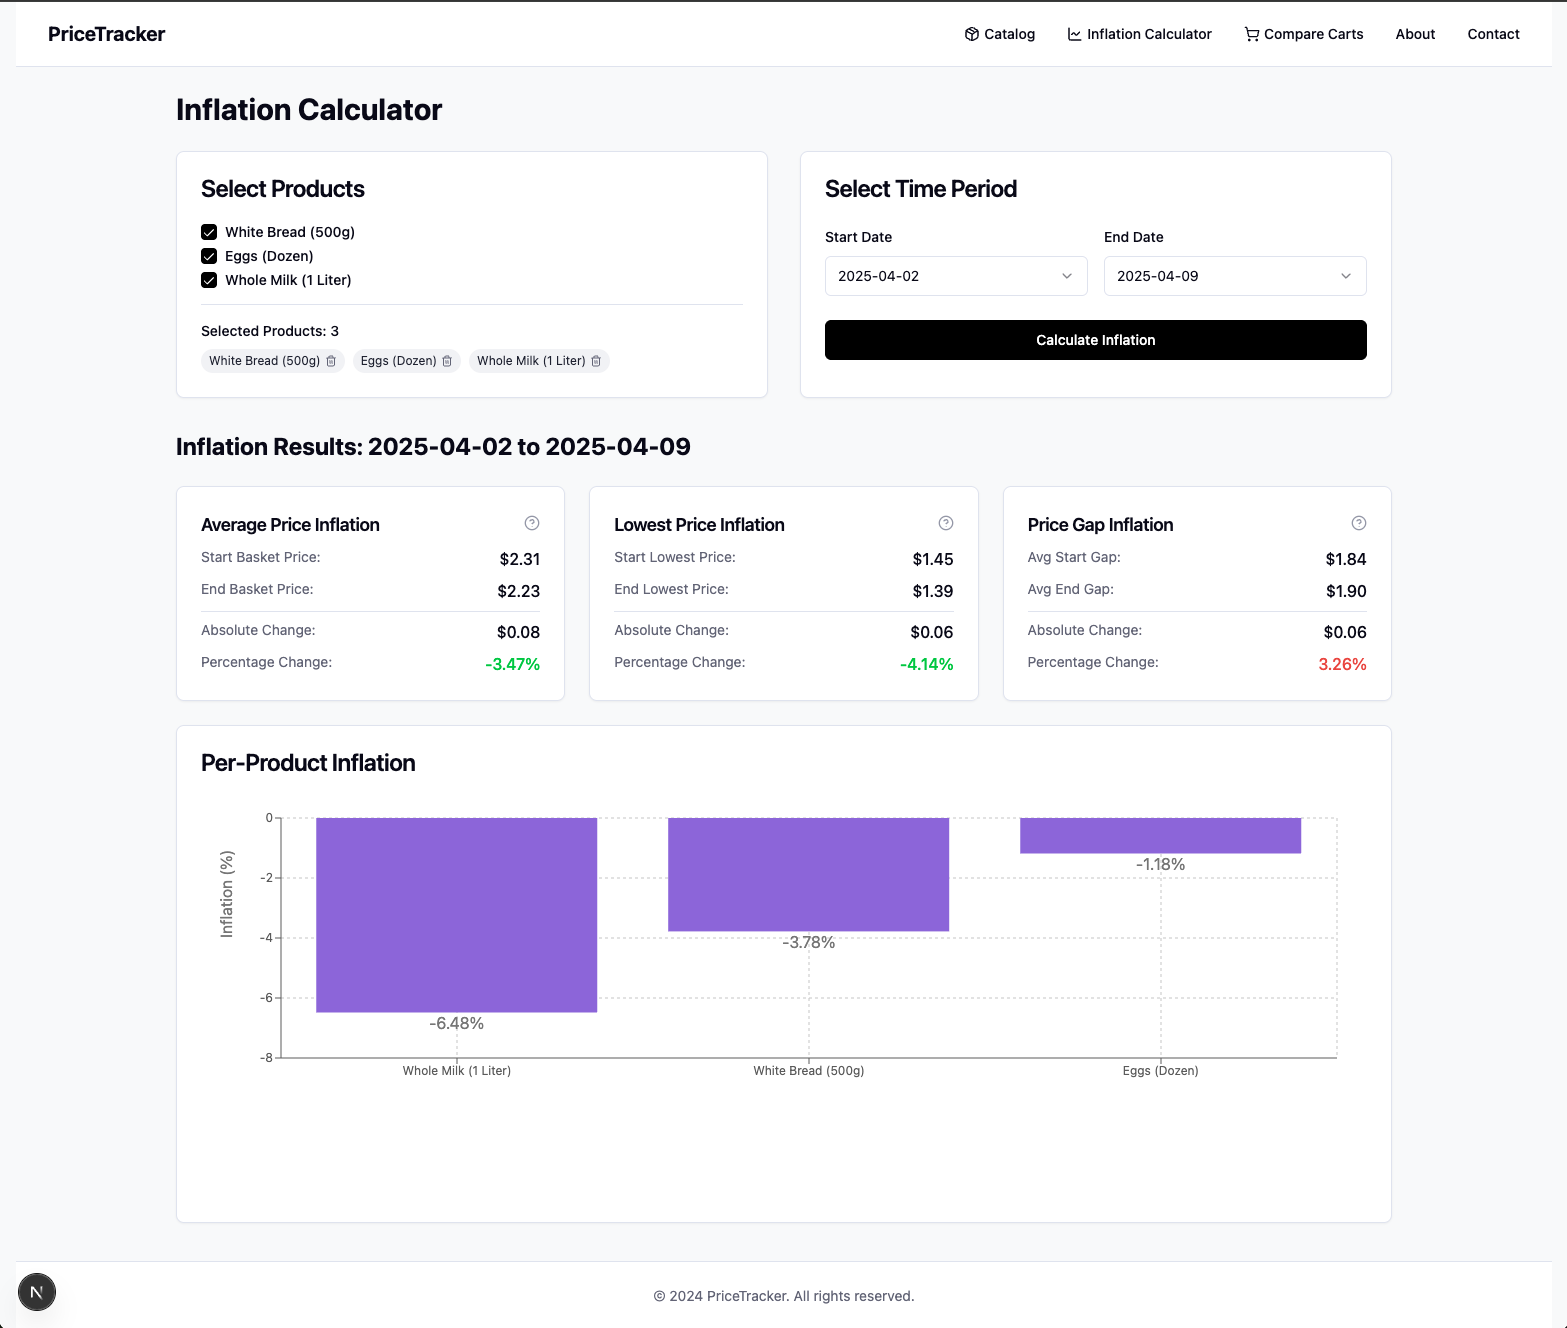 PriceTracker
Catalog
Inflation Calculator
Compare Carts
About
Contact
Inflation Calculator
Select Products
White Bread (500g)
Eggs (Dozen)
Whole Milk (1 Liter)
Selected Products: 3
White Bread (500g)
Eggs (Dozen)
Whole Milk (1 Liter)
Select Time Period
Start Date
End Date
2025-04-02
2025-04-09
Calculate Inflation
Inflation Results: 2025-04-02 to 2025-04-09
Average Price Inflation
Start Basket Price: $2.31
End Basket Price: $2.23
Absolute Change: $0.08
Percentage Change: -3.47%
Lowest Price Inflation
Start Lowest Price: $1.45
End Lowest Price: $1.39
Absolute Change: $0.06
Percentage Change: -4.14%
Price Gap Inflation
Avg Start Gap: $1.84
Avg End Gap: $1.90
Absolute Change: $0.06
Percentage Change: 3.26%
Per-Product Inflation
Inflation (%)
0
-2
-4
-6
-8
-6.48%
-3.78%
-1.18%
Whole Milk (1 Liter)
White Bread (500g)
Eggs (Dozen)
N
© 2024 PriceTracker. All rights reserved.